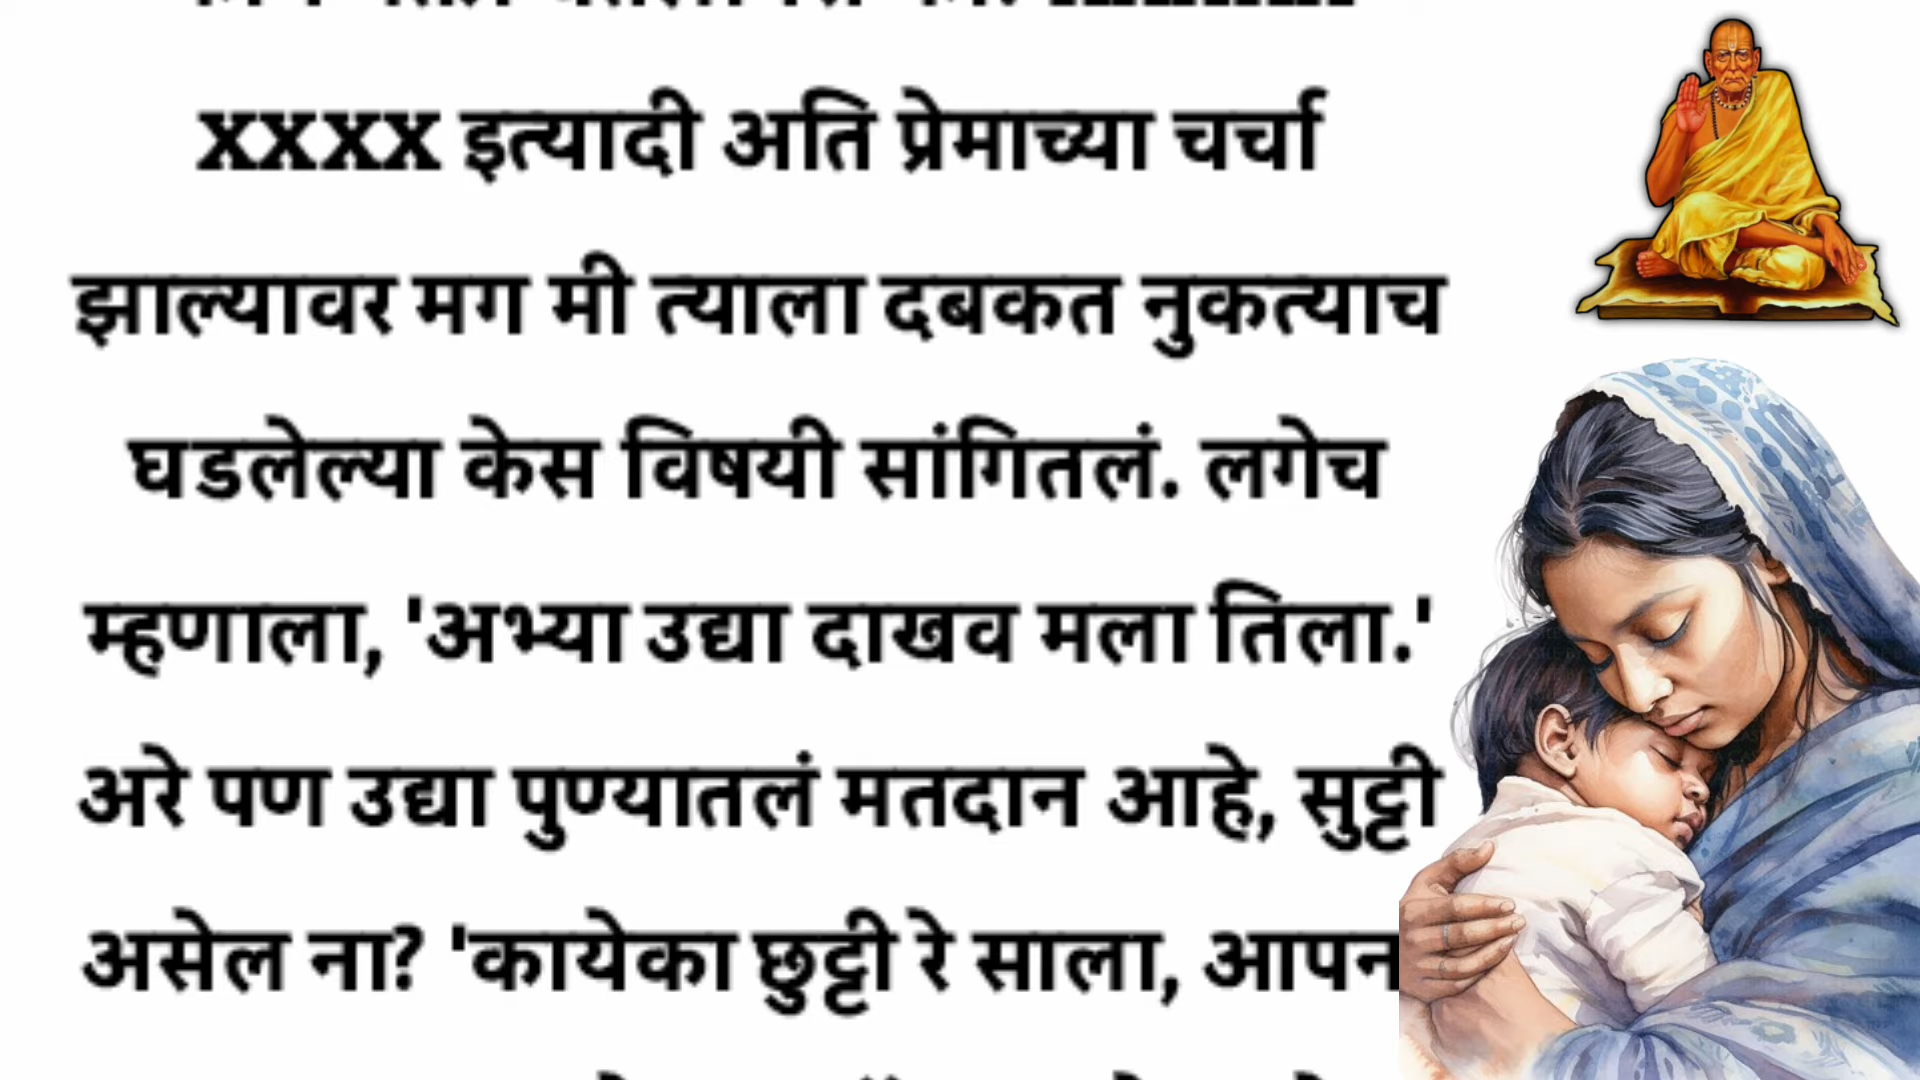 XXXX इत्यादी अति प्रेमाच्या चर्चा
झाल्यावर मग मी त्याला दबकत नुकत्याच
घडलेल्या केस विषयी सांगितलं. लगेच
म्हणाला, 'अभ्या उद्या दाखव मला तिला.'
अरे पण उद्या पुण्यातलं मतदान आहे, सुट्टी
असेल ना? 'कायेका छुट्टी रे साला, आपन